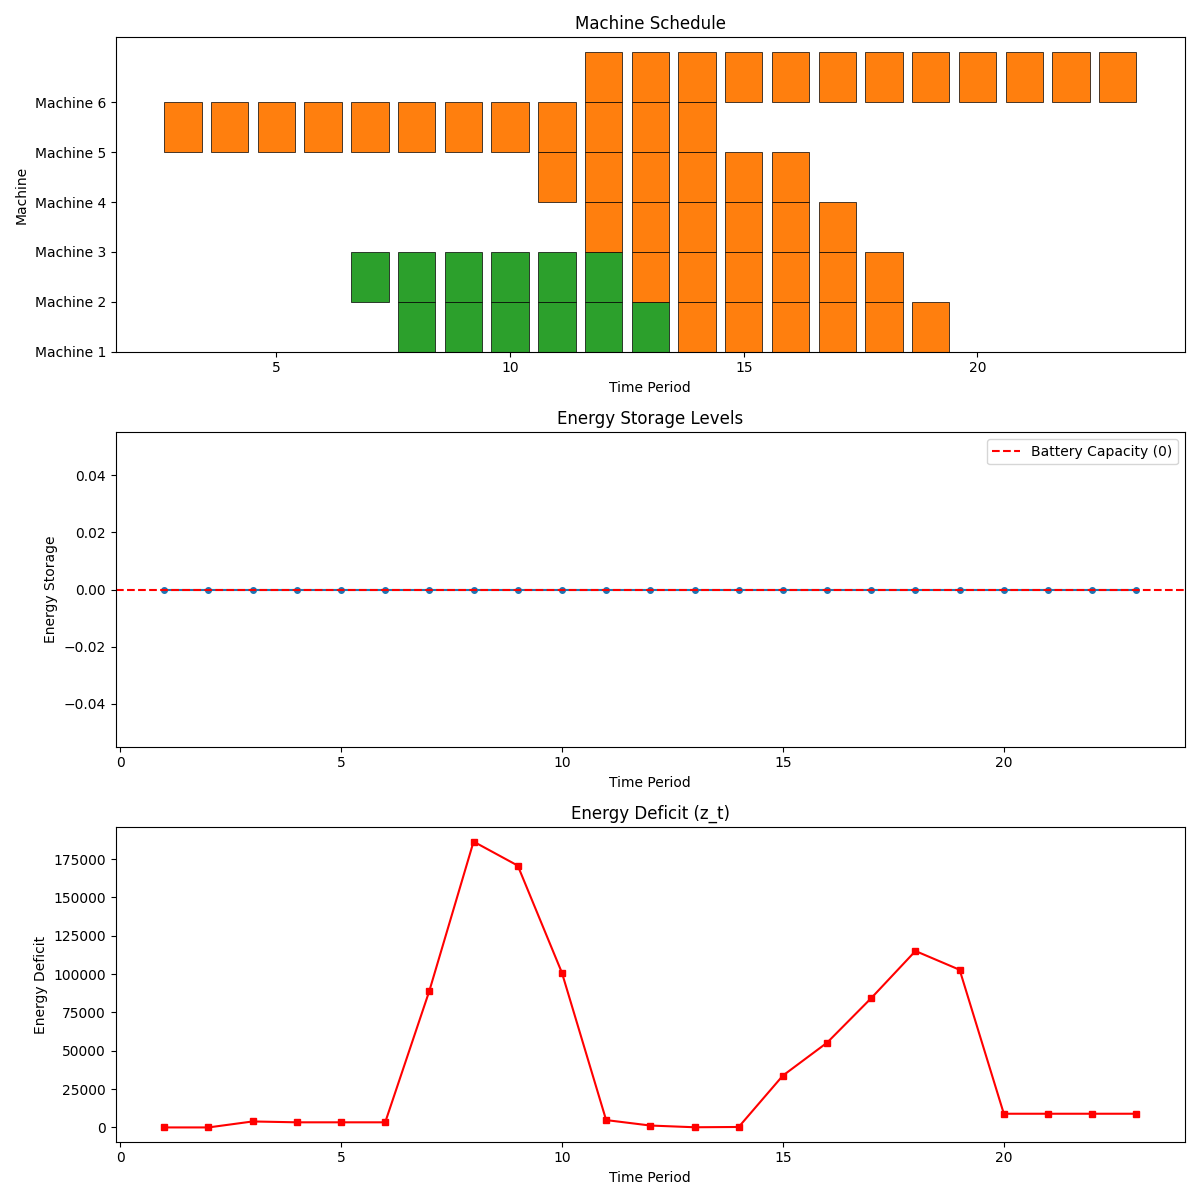 Machine Schedule
Machine 6
Machine 5
Machine 4
Machine 3
Machine 2
Machine 1
Machine
5 10 15 20
Time Period
Energy Storage Levels
Battery Capacity (0)
0.04
0.02
0.00
−0.02
−0.04
Energy Storage
0 5 10 15 20
Time Period
Energy Deficit (z_t)
175000
150000
125000
100000
75000
50000
25000
0
Energy Deficit
0 5 10 15 20
Time Period